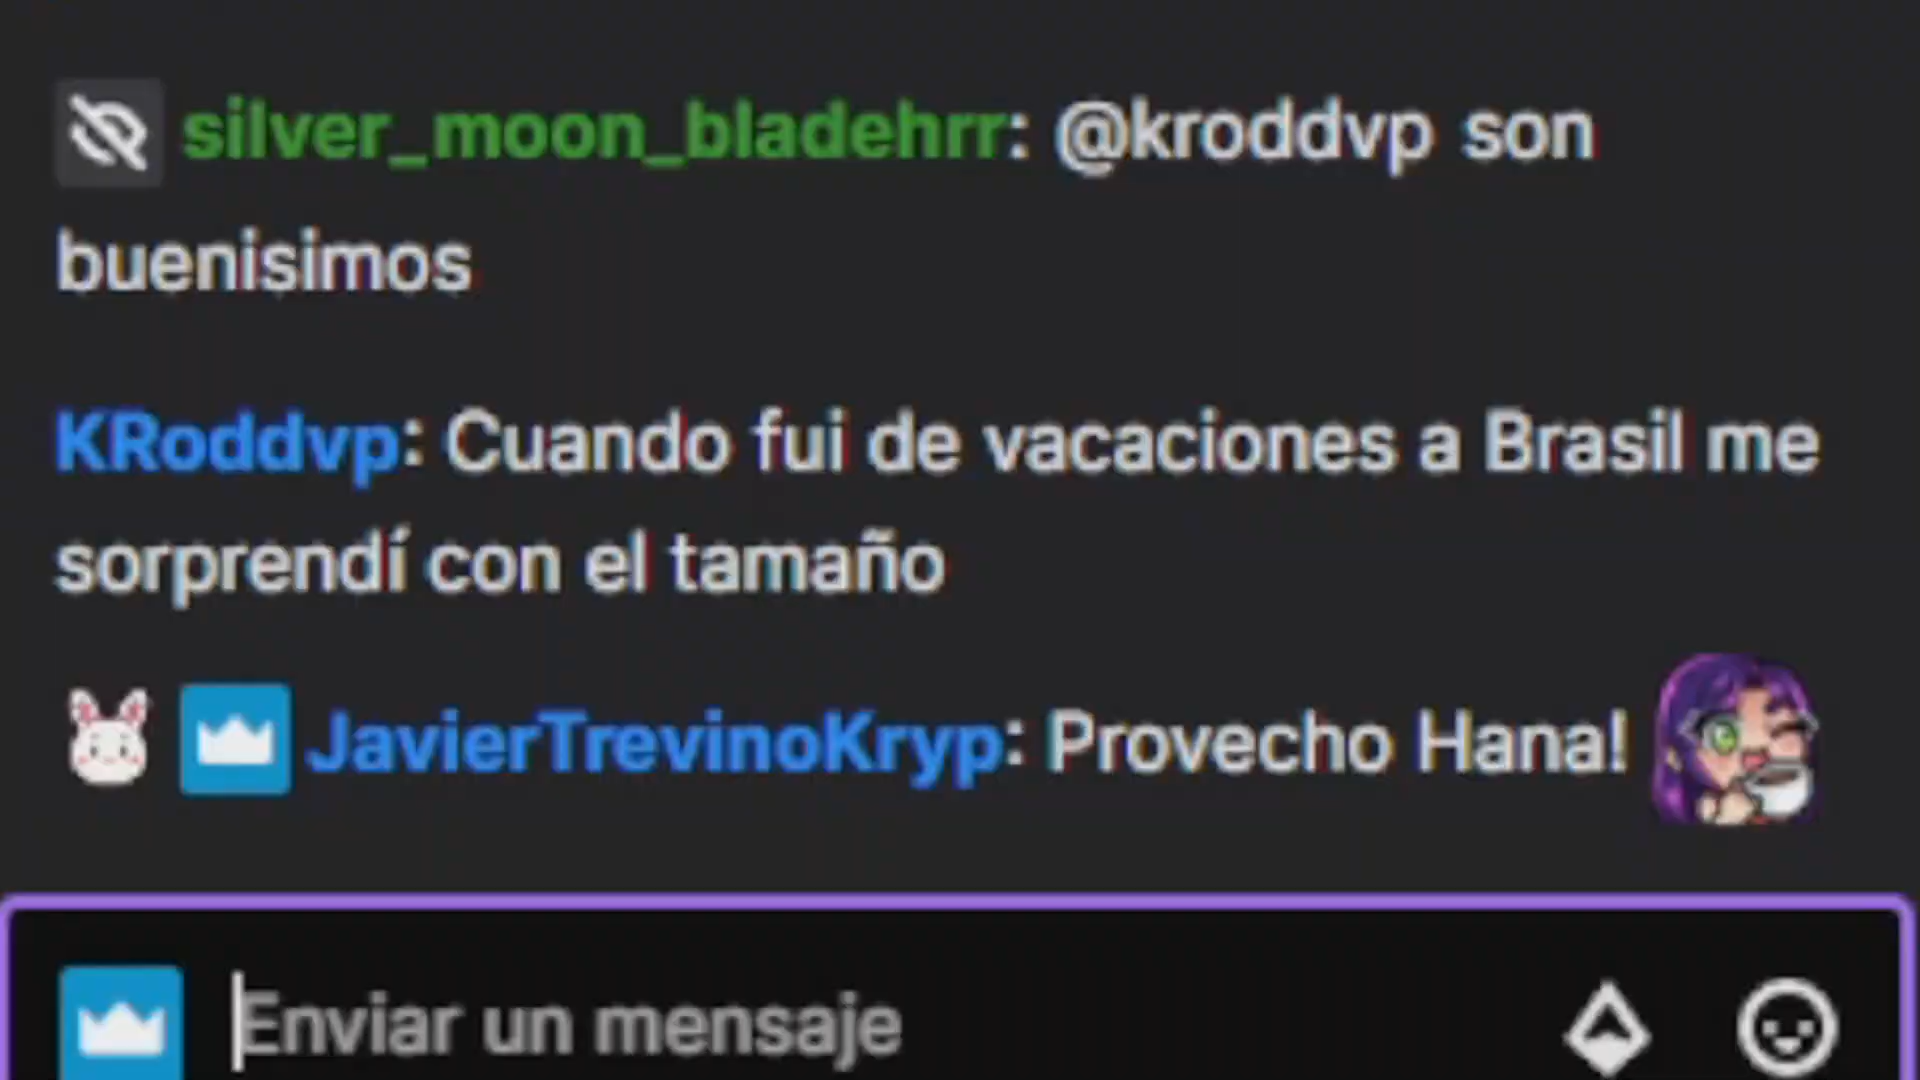 silver_moon_bladehrr: @kroddvp son
buenisimos
KRoddvp: Cuando fui de vacaciones a Brasil me
sorprendí con el tamaño
JavierTrevinoKryp: Provecho Hana!
Enviar un mensaje